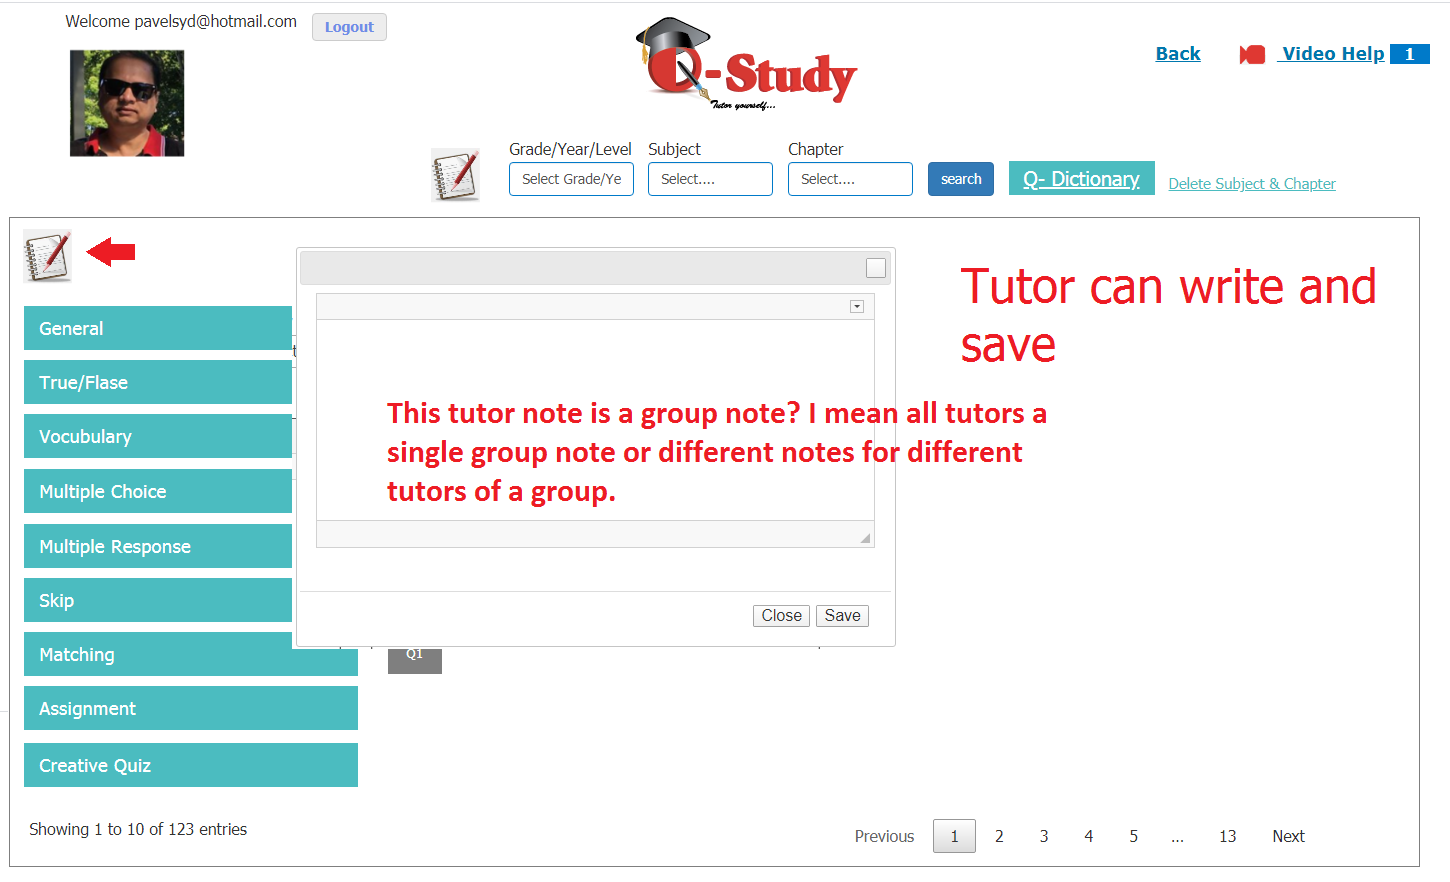 Welcome pavelsyd@hotmail.com
Logout
Q-Study
Tutor yourself...
Back
Video Help 1
Grade/Year/Level Subject Chapter
Select Grade/Ye Select.... Select.... search Q- Dictionary Delete Subject & Chapter
Tutor can write and
save
General
True/Flase
Vocubulary
Multiple Choice
Multiple Response
Skip
Matching
Assignment
Creative Quiz
This tutor note is a group note? I mean all tutors a
single group note or different notes for different
tutors of a group.
Close Save
Q1
Showing 1 to 10 of 123 entries
Previous 1 2 3 4 5 ... 13 Next